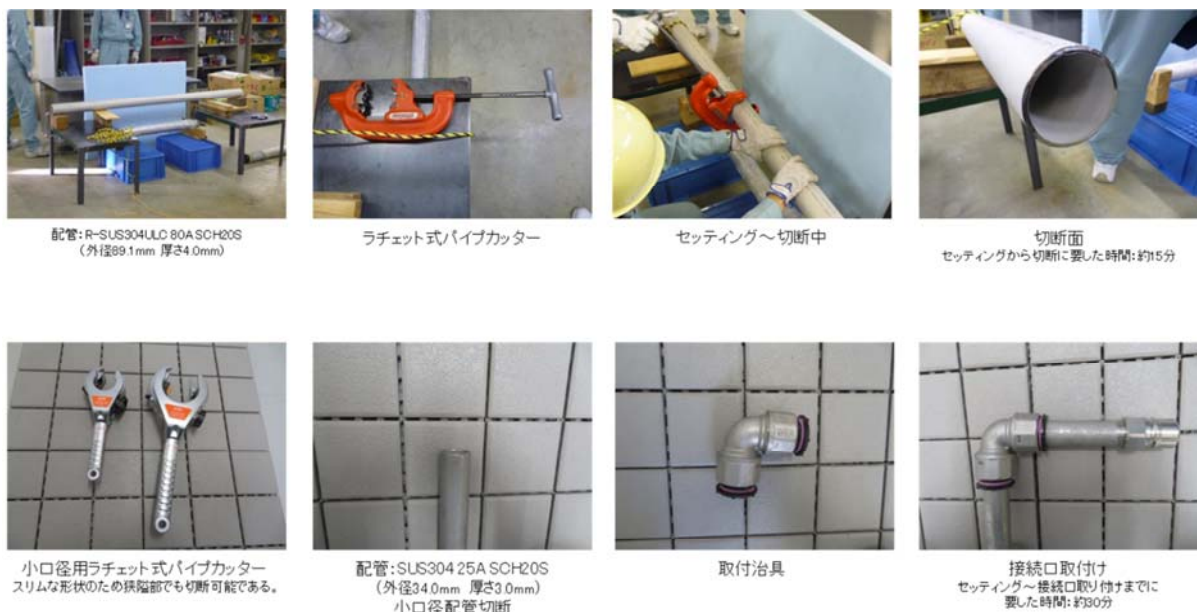 配管:R-SUS304ULC 80A SCH20S
(外径89.1mm 厚さ4.0mm)
ラチェット式パイプカッター
セッティング~切断中
切断面
セッティングから切断に要した時間:約15分
小口径用ラチェット式パイプカッター
スリムな形状のため狭隘部でも切断可能である。
配管:SUS304 25A SCH20S
(外径34.0mm 厚さ3.0mm)
小口径配管切断
取付治具
接続口取付け
セッティング~接続口取り付けまでに
要した時間:約30分